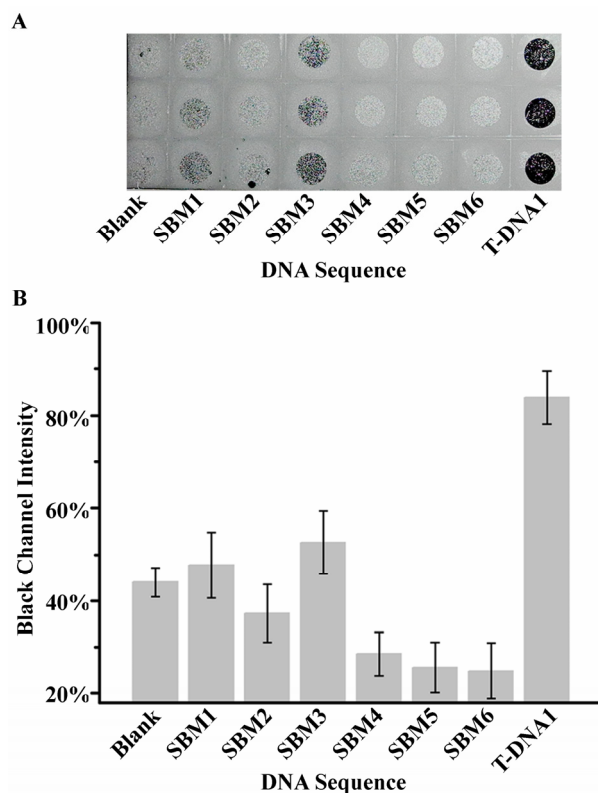 A
Blank SBM1 SBM2 SBM3 SBM4 SBM5 SBM6 T-DNA1
DNA Sequence
B
100%
80%
60%
40%
20%
Black Channel Intensity
Blank SBM1 SBM2 SBM3 SBM4 SBM5 SBM6 T-DNA1
DNA Sequence